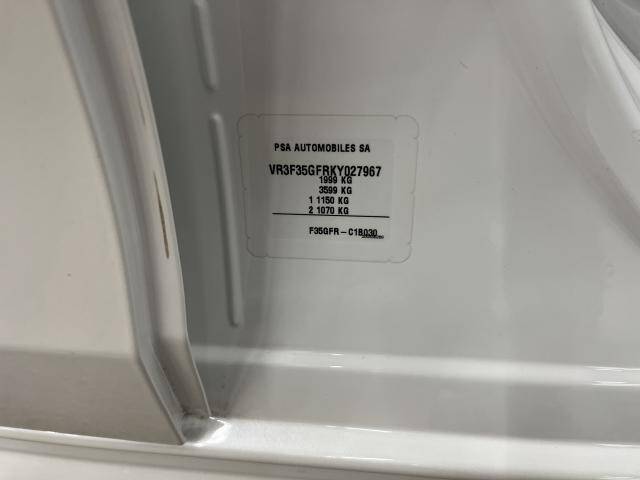 PSA AUTOMOBILES SA
VR3F35GFRKY027967
1999 KG
3599 KG
1 1150 KG
2 1070 KG
F35GFR - C1B030